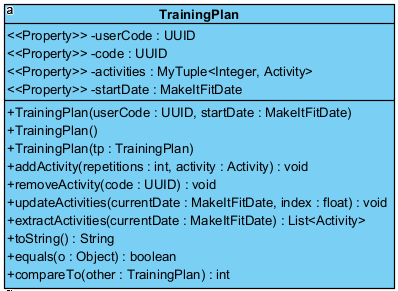 a
TrainingPlan
<<Property>> -userCode : UUID
<<Property>> -code : UUID
<<Property>> -activities : MyTuple<Integer, Activity>
<<Property>> -startDate : MakeItFitDate
+TrainingPlan(userCode : UUID, startDate : MakeItFitDate)
+TrainingPlan()
+TrainingPlan(tp : TrainingPlan)
+addActivity(repetitions : int, activity : Activity) : void
+removeActivity(code : UUID) : void
+updateActivities(currentDate : MakeItFitDate, index : float) : void
+extractActivities(currentDate : MakeItFitDate) : List<Activity>
+toString() : String
+equals(o : Object) : boolean
+compareTo(other : TrainingPlan) : int